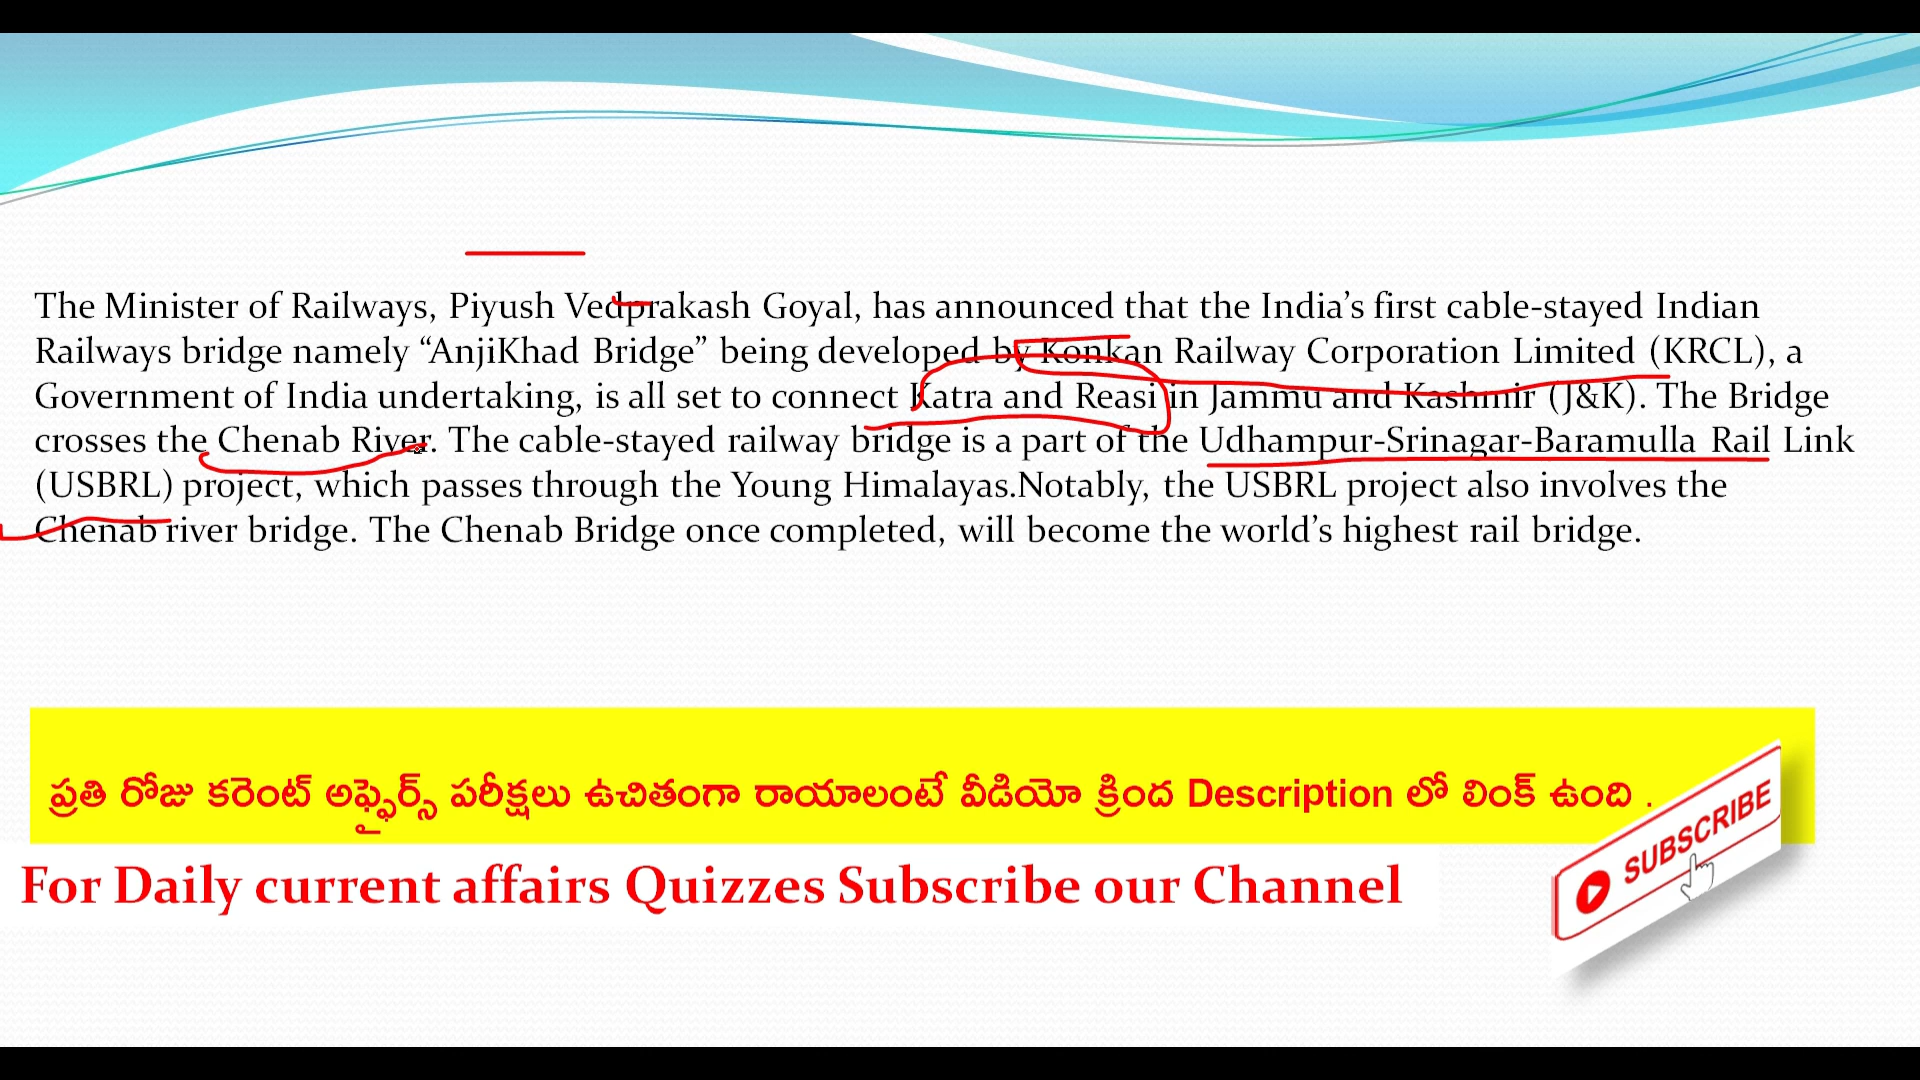 The Minister of Railways, Piyush Vedprakash Goyal, has announced that the India’s first cable-stayed Indian
Railways bridge namely “AnjiKhad Bridge” being developed by Konkan Railway Corporation Limited (KRCL), a
Government of India undertaking, is all set to connect Katra and Reasi in Jammu and Kashmir (J&K). The Bridge
crosses the Chenab River. The cable-stayed railway bridge is a part of the Udhampur-Srinagar-Baramulla Rail Link
(USBRL) project, which passes through the Young Himalayas.Notably, the USBRL project also involves the
Chenab river bridge. The Chenab Bridge once completed, will become the world’s highest rail bridge.
ప్రతి రోజు కరెంట్ అఫ్ఫైర్స్ పరీక్షలు ఉచితంగా రాయాలంటే వీడియో క్రింద Description లో లింక్ ఉంది .
For Daily current affairs Quizzes Subscribe our Channel
SUBSCRIBE